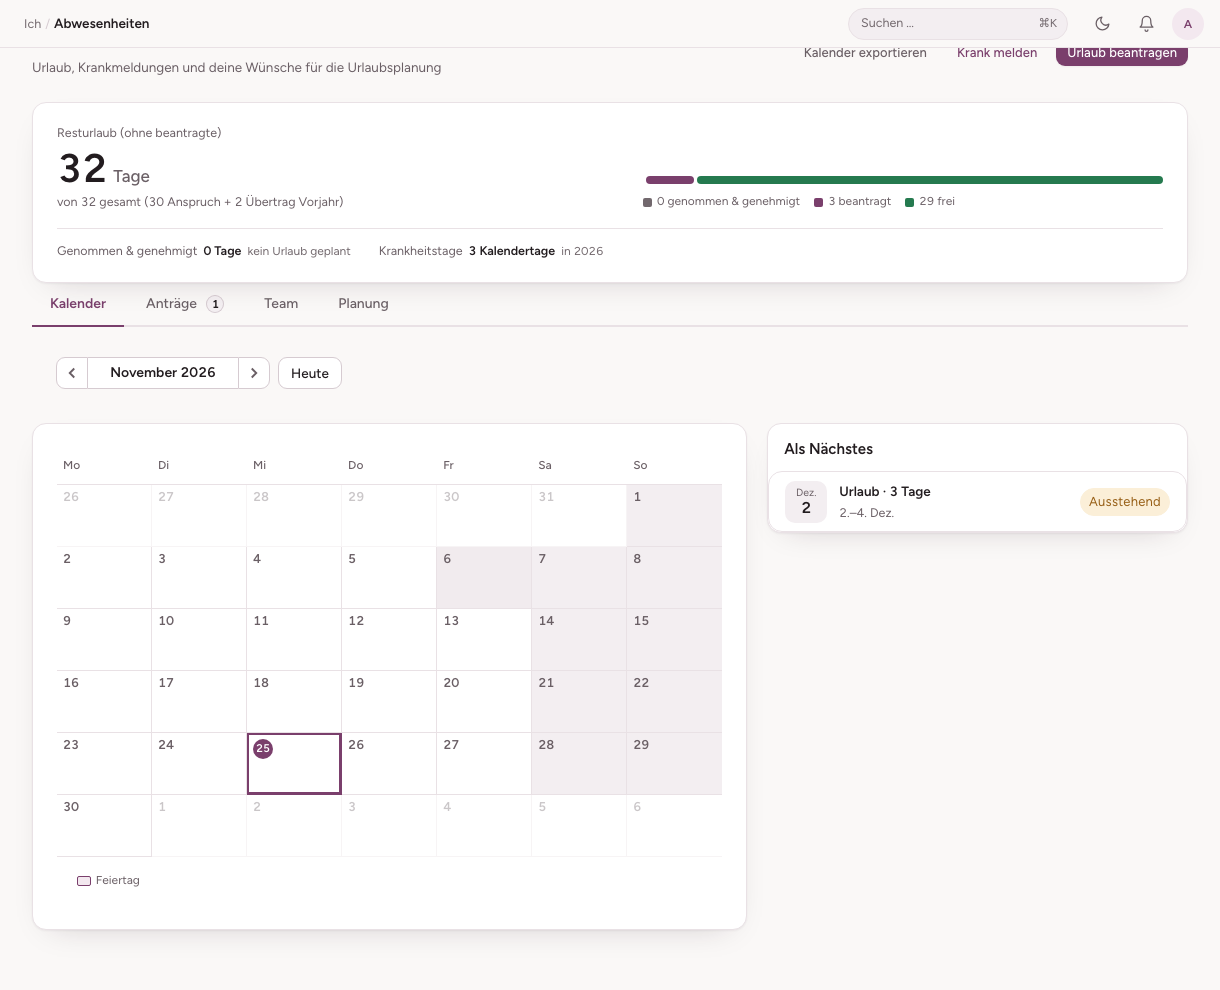 Ich / Abwesenheiten
Suchen ...
⌘K
A
Kalender exportieren
Krank melden
Urlaub beantragen
Urlaub, Krankmeldungen und deine Wünsche für die Urlaubsplanung
Resturlaub (ohne beantragte)
32 Tage
von 32 gesamt (30 Anspruch + 2 Übertrag Vorjahr)
0 genommen & genehmigt 3 beantragt 29 frei
Genommen & genehmigt 0 Tage kein Urlaub geplant Krankheitstage 3 Kalendertage in 2026
Kalender Anträge 1 Team Planung
November 2026 Heute
Mo Di Mi Do Fr Sa So
26 27 28 29 30 31 1
2 3 4 5 6 7 8
9 10 11 12 13 14 15
16 17 18 19 20 21 22
23 24 25 26 27 28 29
30 1 2 3 4 5 6
Feiertag
Als Nächstes
Dez.
2
Urlaub · 3 Tage
2.–4. Dez.
Ausstehend